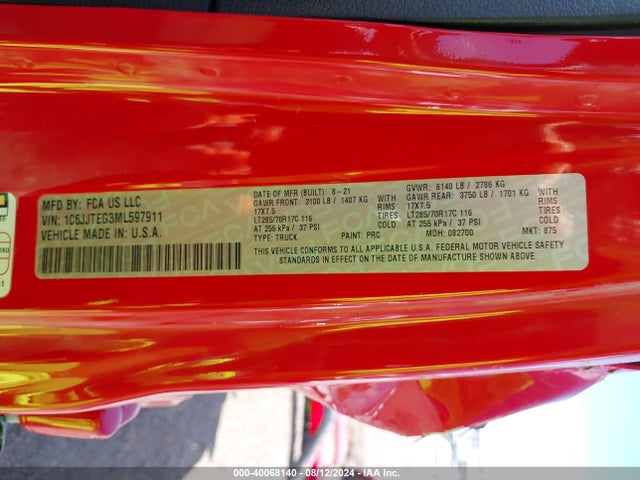 MFD BY: FCA US LLC
VIN: 1C6JJTEG3ML597911
VEHICLE MADE IN: U.S.A.
DATE OF MFR (BUILT): 8-21
GAWR FRONT: 3100 LB / 1407 KG WITH
17X7.5 RIMS
LT285/70R17C 116
AT 255 kPa / 37 PSI COLD
GVWR: 6140 LB / 2786 KG
GAWR REAR: 3750 LB / 1701 KG WITH
17X7.5 RIMS
LT285/70R17C 116
AT 255 kPa / 37 PSI COLD
TYPE: TRUCK PAINT: PRC MDH: 082700 MKT: 875
THIS VEHICLE CONFORMS TO ALL APPLICABLE U.S.A. FEDERAL MOTOR VEHICLE SAFETY
STANDARDS IN EFFECT ON THE DATE OF MANUFACTURE SHOWN ABOVE.
000-40068140 - 08/12/2024 - IAA Inc.